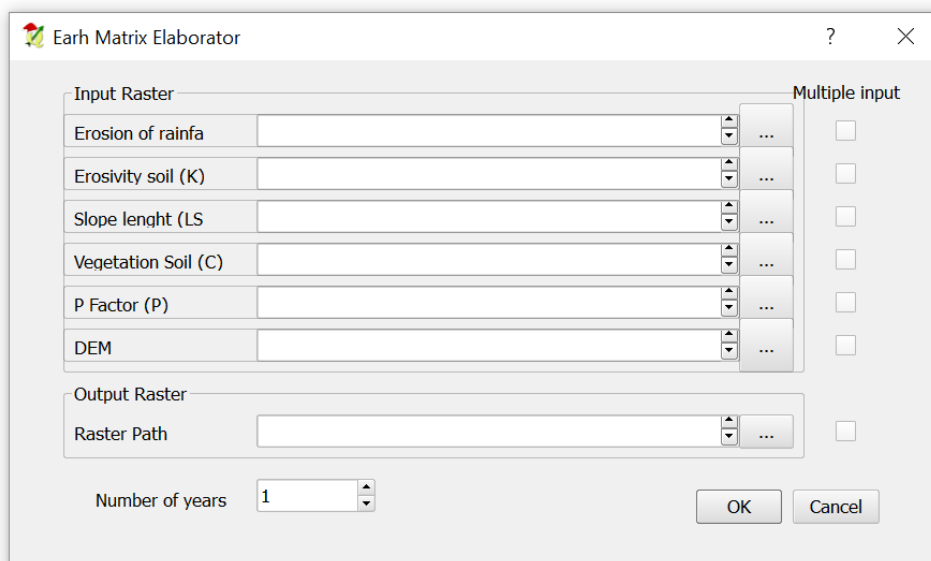 Earh Matrix Elaborator
Input Raster Multiple input
Erosion of rainfa ...
Erosivity soil (K) ...
Slope lenght (LS ...
Vegetation Soil (C) ...
P Factor (P) ...
DEM ...
Output Raster
Raster Path ...
Number of years 1
OK Cancel